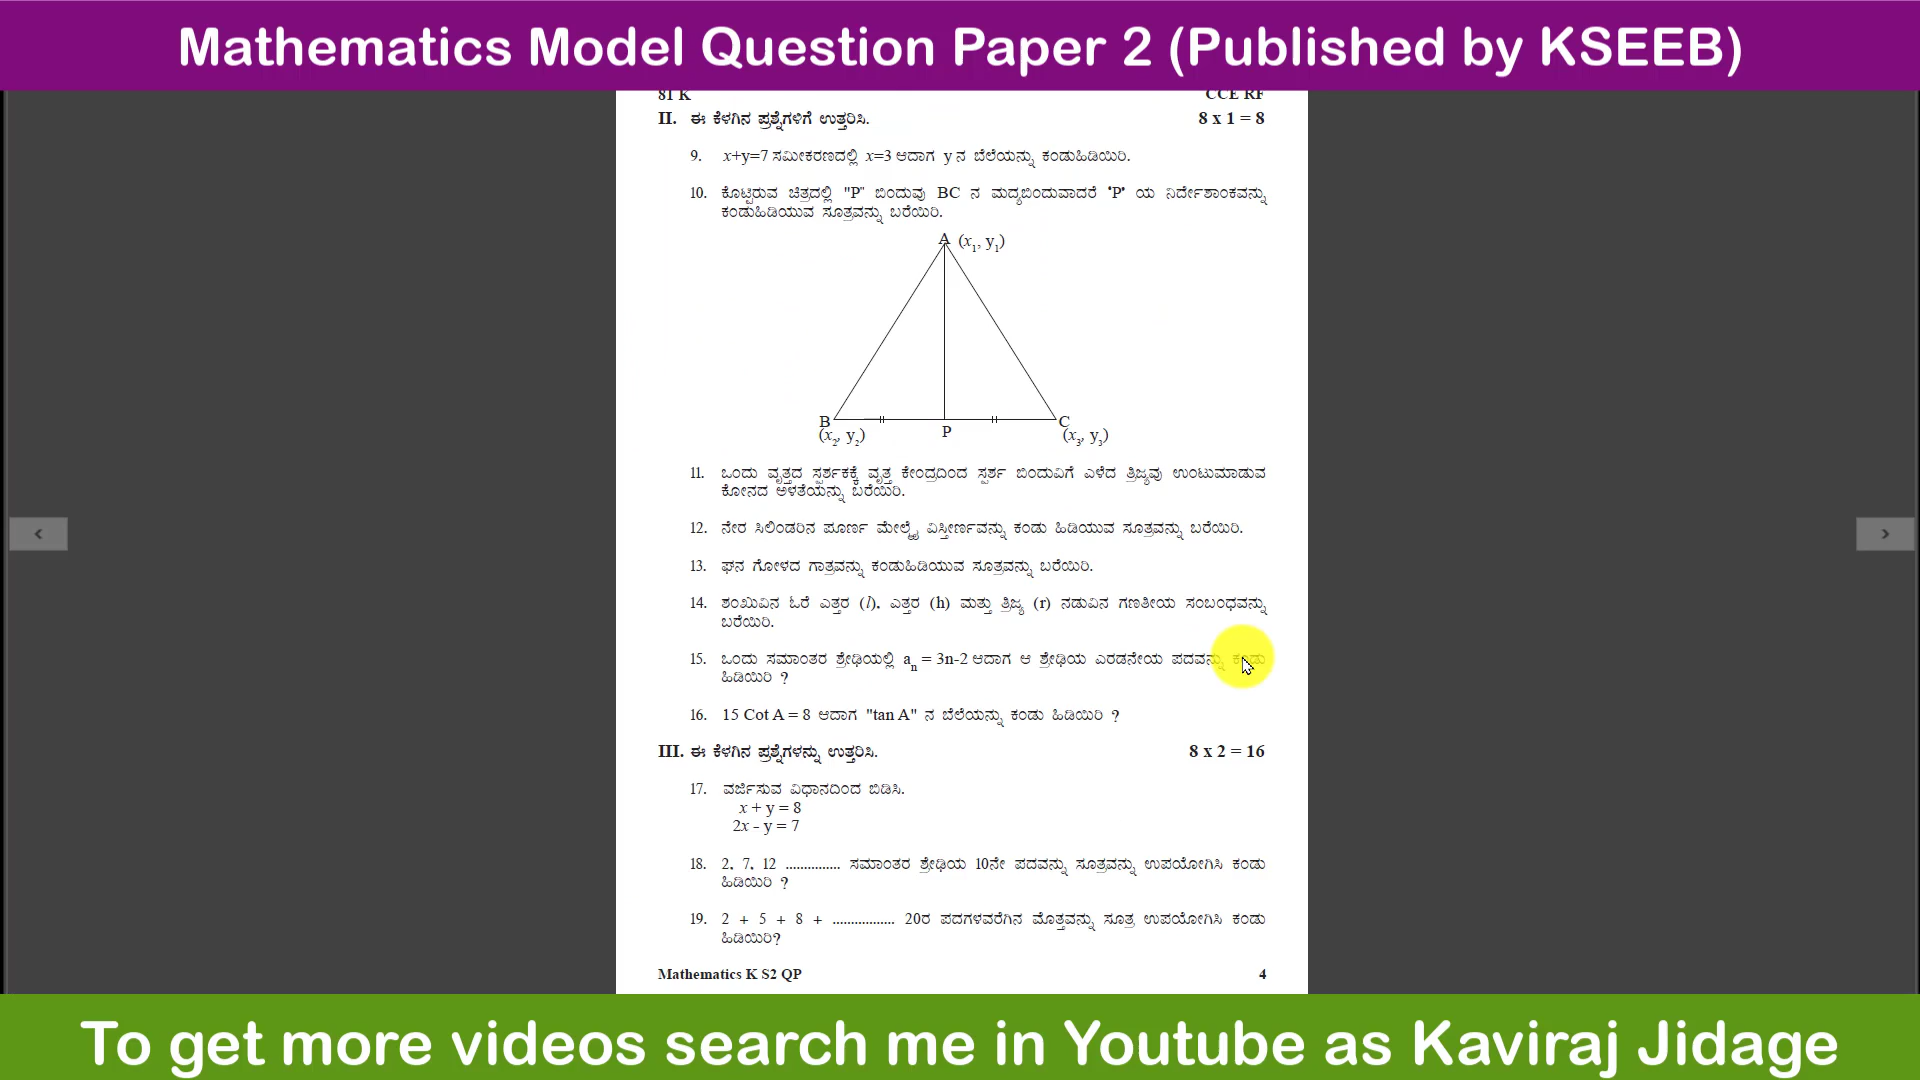 Mathematics Model Question Paper 2 (Published by KSEEB)
81 K CCE RF
II. ಈ ಕೆಳಗಿನ ಪ್ರಶ್ನೆಗಳಿಗೆ ಉತ್ತರಿಸಿ. 8 x 1 = 8
9. x+y=7 ಸಮೀಕರಣದಲ್ಲಿ x=3 ಆದಾಗ y ನ ಬೆಲೆಯನ್ನು ಕಂಡುಹಿಡಿಯಿರಿ.
10. ಕೊಟ್ಟಿರುವ ಚಿತ್ರದಲ್ಲಿ "P" ಬಿಂದುವು BC ನ ಮದ್ಯಬಿಂದುವಾದರೆ 'P' ಯ ನಿರ್ದೇಶಾಂಕವನ್ನು
ಕಂಡುಹಿಡಿಯುವ ಸೂತ್ರವನ್ನು ಬರೆಯಿರಿ.
A (x₁, y₁)
B P C
(x₂, y₂) (x₃, y₃)
11. ಒಂದು ವೃತ್ತದ ಸ್ಪರ್ಶಕಕ್ಕೆ ವೃತ್ತ ಕೇಂದ್ರದಿಂದ ಸ್ಪರ್ಶ ಬಿಂದುವಿಗೆ ಎಳೆದ ತ್ರಿಜ್ಯವು ಉಂಟುಮಾಡುವ
ಕೋನದ ಅಳತೆಯನ್ನು ಬರೆಯಿರಿ.
12. ನೇರ ಸಿಲಿಂಡರಿನ ಪೂರ್ಣ ಮೇಲ್ಮೈ ವಿಸ್ತೀರ್ಣವನ್ನು ಕಂಡು ಹಿಡಿಯುವ ಸೂತ್ರವನ್ನು ಬರೆಯಿರಿ.
13. ಘನ ಗೋಳದ ಗಾತ್ರವನ್ನು ಕಂಡುಹಿಡಿಯುವ ಸೂತ್ರವನ್ನು ಬರೆಯಿರಿ.
14. ಶಂಖುವಿನ ಓರೆ ಎತ್ತರ (l), ಎತ್ತರ (h) ಮತ್ತು ತ್ರಿಜ್ಯ (r) ನಡುವಿನ ಗಣತೀಯ ಸಂಬಂಧವನ್ನು
ಬರೆಯಿರಿ.
15. ಒಂದು ಸಮಾಂತರ ಶ್ರೇಢಿಯಲ್ಲಿ aₙ = 3n-2 ಆದಾಗ ಆ ಶ್ರೇಢಿಯ ಎರಡನೇಯ ಪದವನ್ನು ಕಂಡು
ಹಿಡಿಯಿರಿ ?
16. 15 Cot A = 8 ಆದಾಗ "tan A" ನ ಬೆಲೆಯನ್ನು ಕಂಡು ಹಿಡಿಯಿರಿ ?
III. ಈ ಕೆಳಗಿನ ಪ್ರಶ್ನೆಗಳನ್ನು ಉತ್ತರಿಸಿ. 8 x 2 = 16
17. ವರ್ಜಿಸುವ ವಿಧಾನದಿಂದ ಬಿಡಿಸಿ.
x + y = 8
2x - y = 7
18. 2, 7, 12 ............... ಸಮಾಂತರ ಶ್ರೇಢಿಯ 10ನೇ ಪದವನ್ನು ಸೂತ್ರವನ್ನು ಉಪಯೋಗಿಸಿ ಕಂಡು
ಹಿಡಿಯಿರಿ ?
19. 2 + 5 + 8 + ................. 20ರ ಪದಗಳವರೆಗಿನ ಮೊತ್ತವನ್ನು ಸೂತ್ರ ಉಪಯೋಗಿಸಿ ಕಂಡು
ಹಿಡಿಯಿರಿ?
Mathematics K S2 QP 4
To get more videos search me in Youtube as Kaviraj Jidage